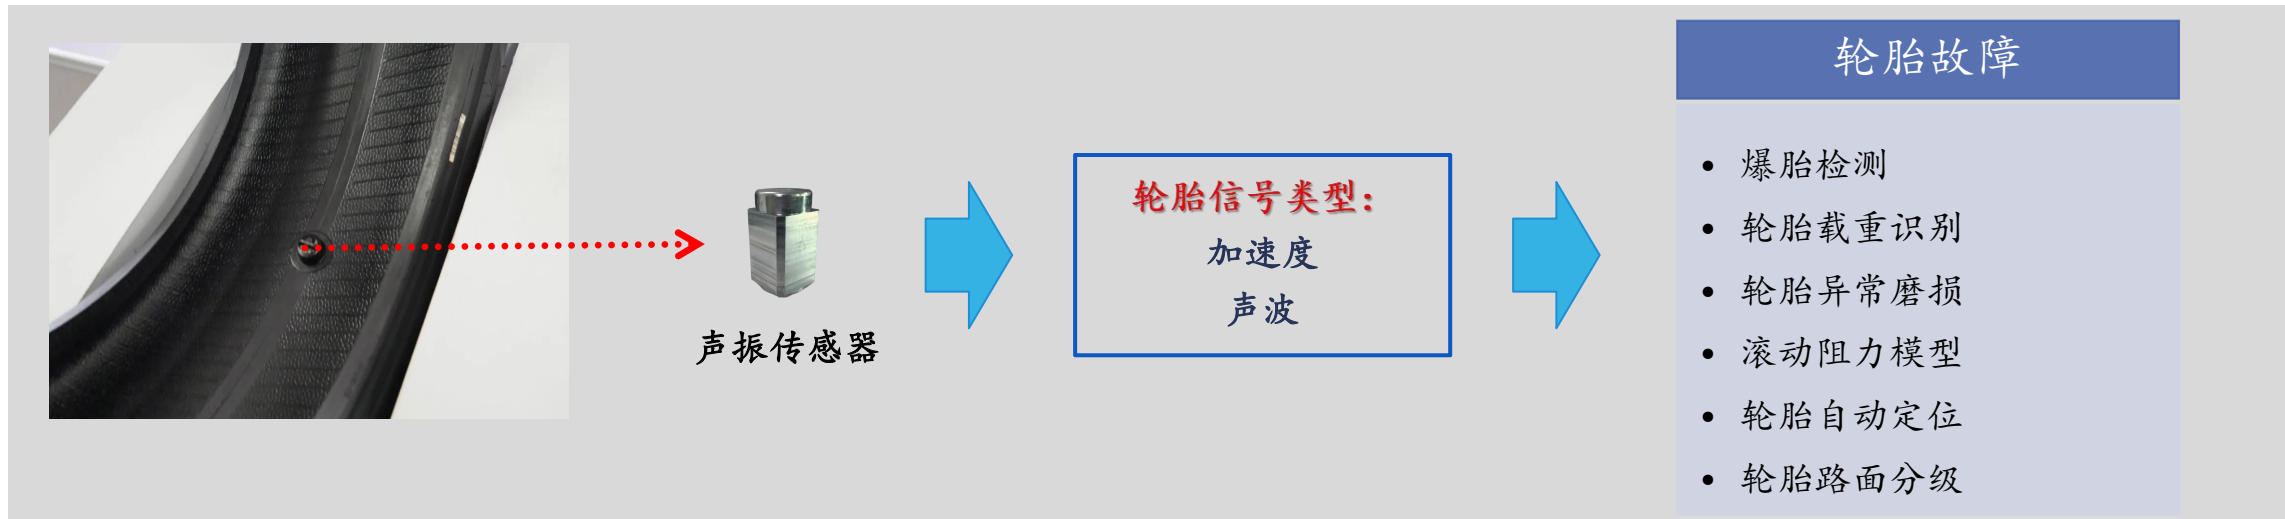 声振传感器
轮胎信号类型：
加速度
声波
轮胎故障
• 爆胎检测
• 轮胎载重识别
• 轮胎异常磨损
• 滚动阻力模型
• 轮胎自动定位
• 轮胎路面分级